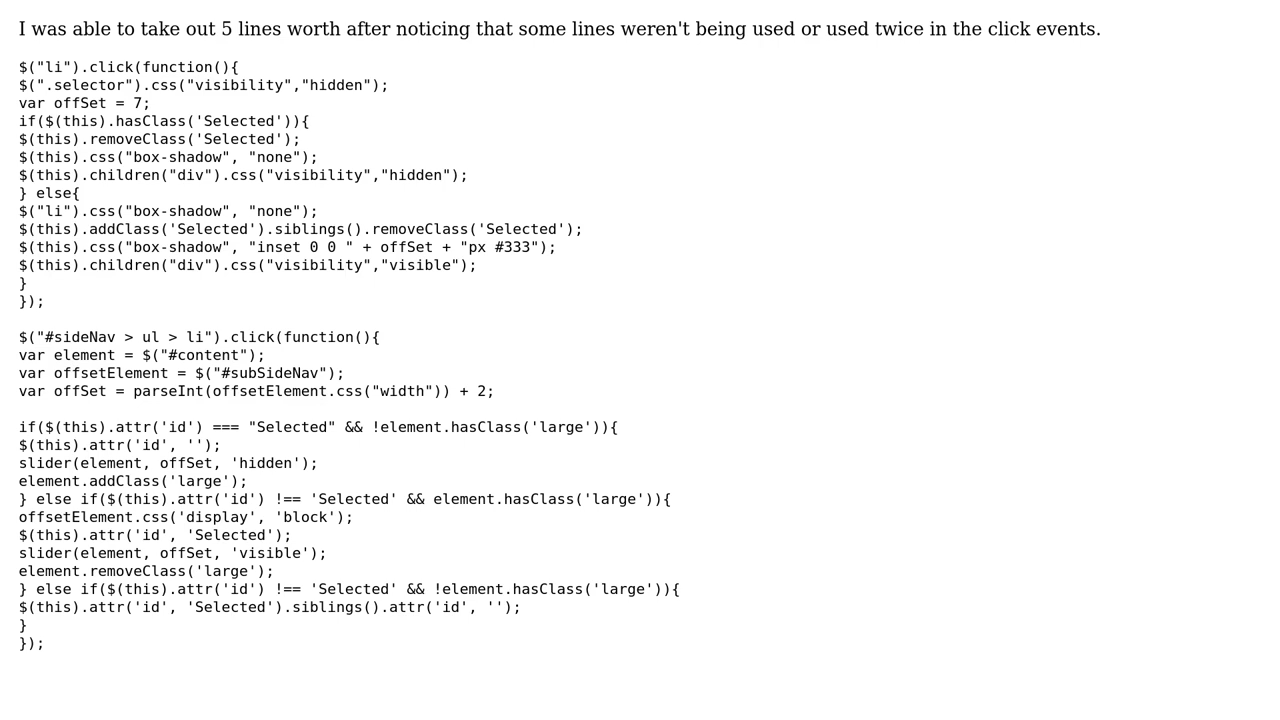 I was able to take out 5 lines worth after noticing that some lines weren't being used or used twice in the click events.
$("li").click(function(){
$(".selector").css("visibility","hidden");
var offSet = 7;
if($(this).hasClass('Selected')){
$(this).removeClass('Selected');
$(this).css("box-shadow", "none");
$(this).children("div").css("visibility","hidden");
} else{
$("li").css("box-shadow", "none");
$(this).addClass('Selected').siblings().removeClass('Selected');
$(this).css("box-shadow", "inset 0 0 " + offSet + "px #333");
$(this).children("div").css("visibility","visible");
}
});
$("#sideNav > ul > li").click(function(){
var element = $("#content");
var offsetElement = $("#subSideNav");
var offSet = parseInt(offsetElement.css("width")) + 2;
if($(this).attr('id') === "Selected" && !element.hasClass('large')){
$(this).attr('id', '');
slider(element, offSet, 'hidden');
element.addClass('large');
} else if($(this).attr('id') !== 'Selected' && element.hasClass('large')){
offsetElement.css('display', 'block');
$(this).attr('id', 'Selected');
slider(element, offSet, 'visible');
element.removeClass('large');
} else if($(this).attr('id') !== 'Selected' && !element.hasClass('large')){
$(this).attr('id', 'Selected').siblings().attr('id', '');
}
});